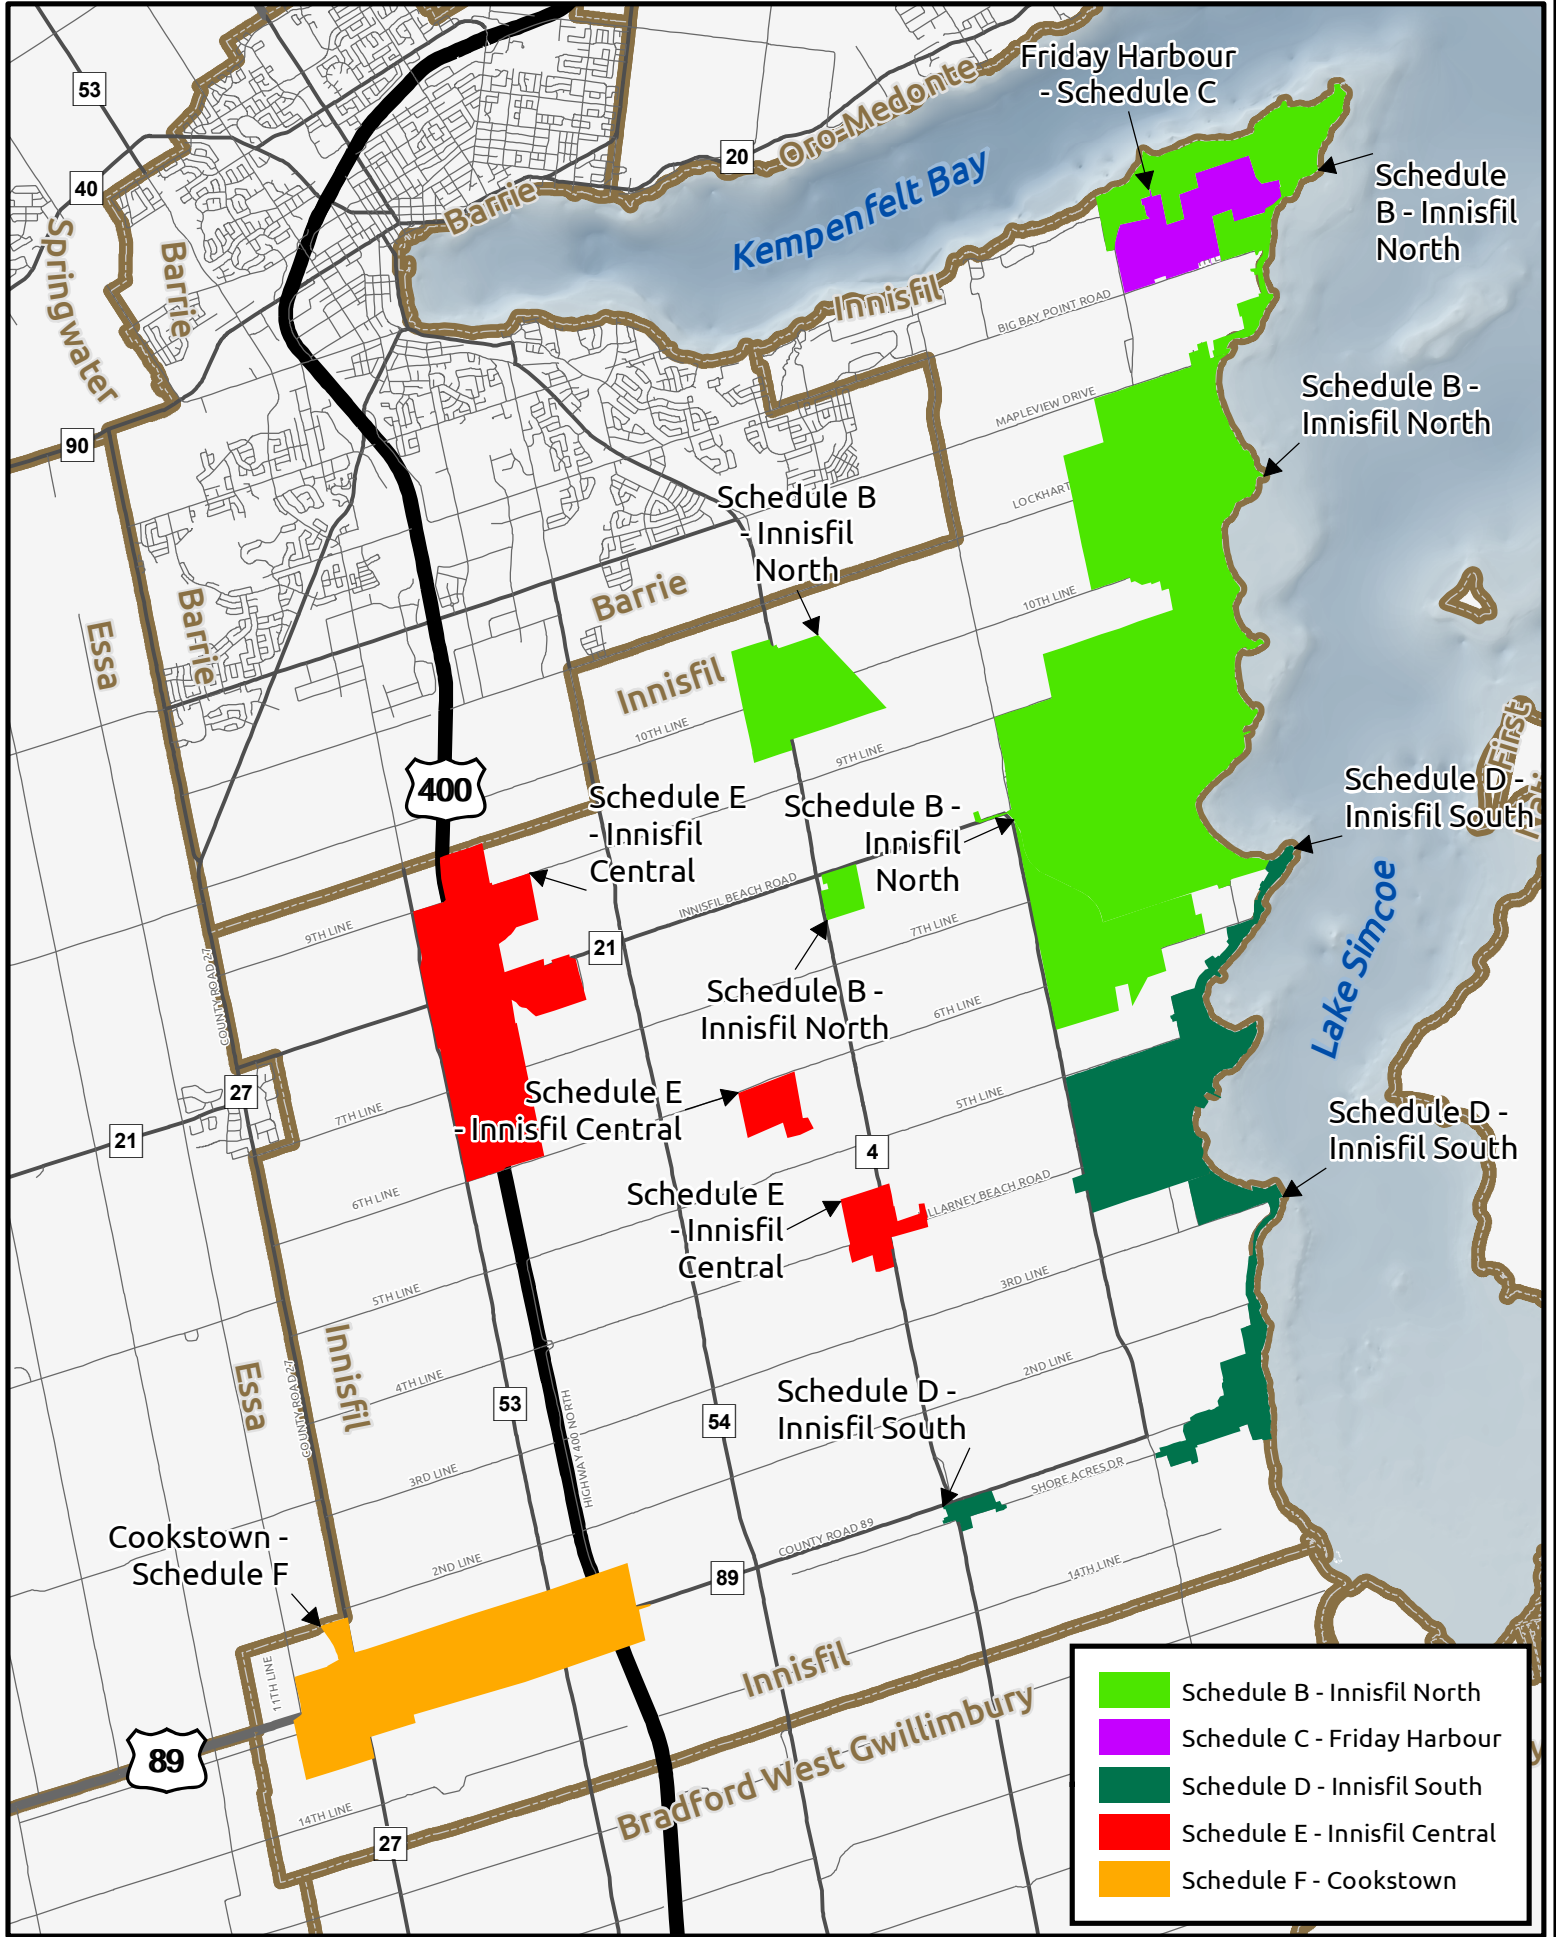 53
Friday Harbour
- Schedule C
20
Oro-Medonte
40
Barrie
Kempenfelt Bay
Schedule
B - Innisfil
North
Springwater
Barrie
Innisfil
BIG BAY POINT ROAD
MAPLEVIEW DRIVE
Schedule B -
Innisfil North
90
LOCKHART
Schedule B
- Innisfil
North
Barrie
10TH LINE
Essa
Barrie
Innisfil
10TH LINE
9TH LINE
First
400
Schedule E
- Innisfil
Central
Schedule B -
Innisfil
North
Schedule D -
Innisfil South
INNISFIL BEACH ROAD
9TH LINE
7TH LINE
21
COUNTY ROAD 27
Schedule B -
Innisfil North
6TH LINE
Lake Simcoe
27
Schedule E
- Innisfil Central
5TH LINE
7TH LINE
21
Schedule D -
Innisfil South
4
Schedule E
- Innisfil
Central
LLARNEY BEACH ROAD
6TH LINE
5TH LINE
3RD LINE
Innisfil
Essa
COUNTY ROAD 27
4TH LINE
2ND LINE
53
HIGHWAY 400 NORTH
54
Schedule D -
Innisfil South
3RD LINE
SHORE ACRES DR
COUNTY ROAD 89
Cookstown -
Schedule F
2ND LINE
89
14TH LINE
11TH LINE
Innisfil
Bradford West Gwillimbury
89
14TH LINE
27
Schedule B - Innisfil North
Schedule C - Friday Harbour
Schedule D - Innisfil South
Schedule E - Innisfil Central
Schedule F - Cookstown